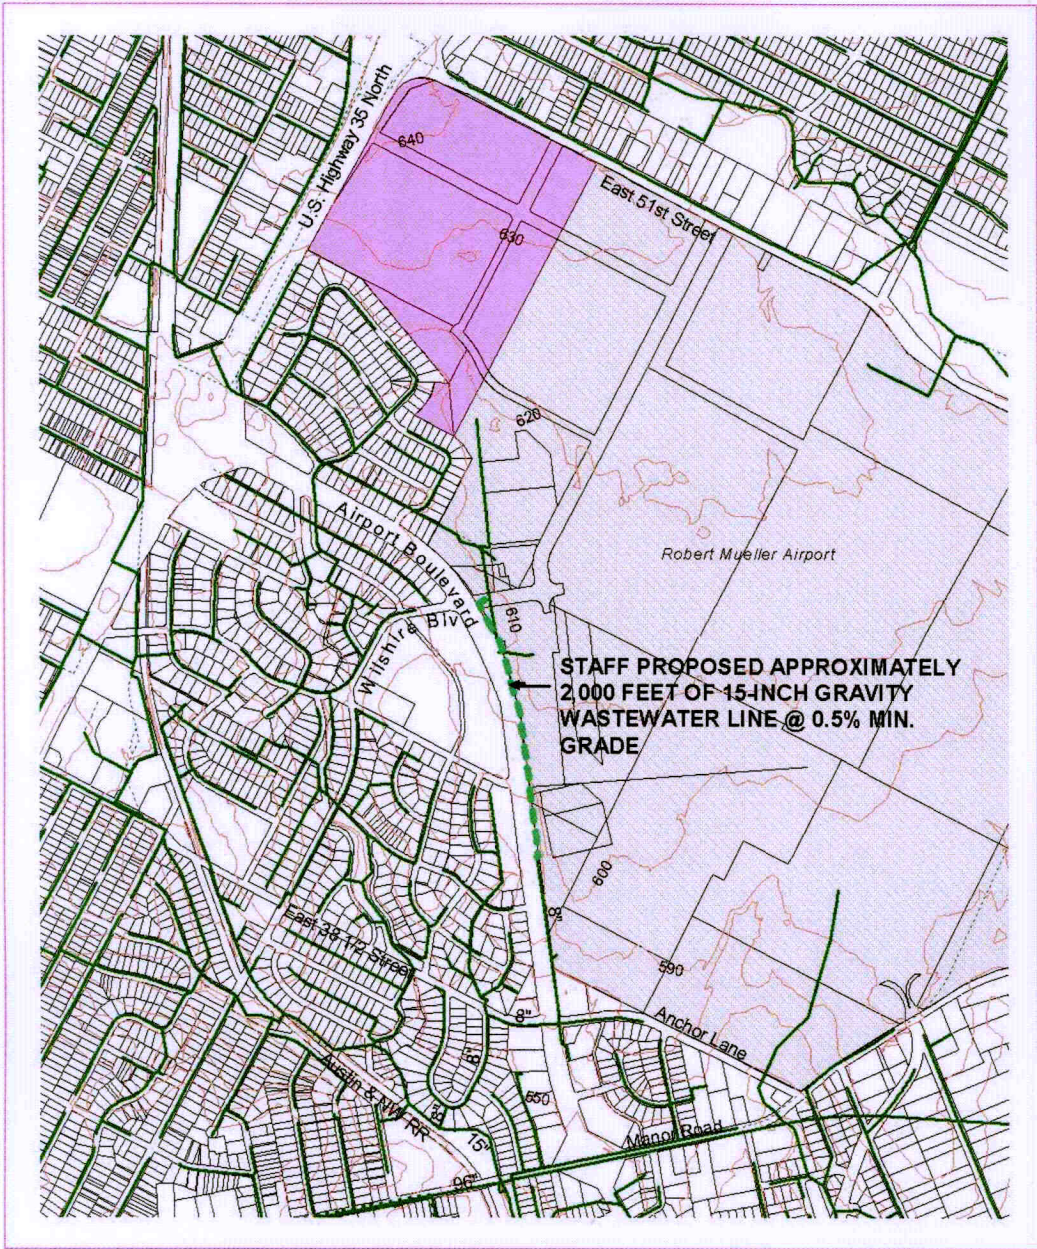 U.S. Highway 35 North
640
East 51st Street
630
620
Airport Boulevard
Robert Mueller Airport
610
Wilshire Blvd
STAFF PROPOSED APPROXIMATELY
2,000 FEET OF 15-INCH GRAVITY
WASTEWATER LINE @ 0.5% MIN.
GRADE
600
8"
East 38 1/2 Street
590
8"
Anchor Lane
8"
Austin & NW RR
8"
550
15"
Manor Road
96"